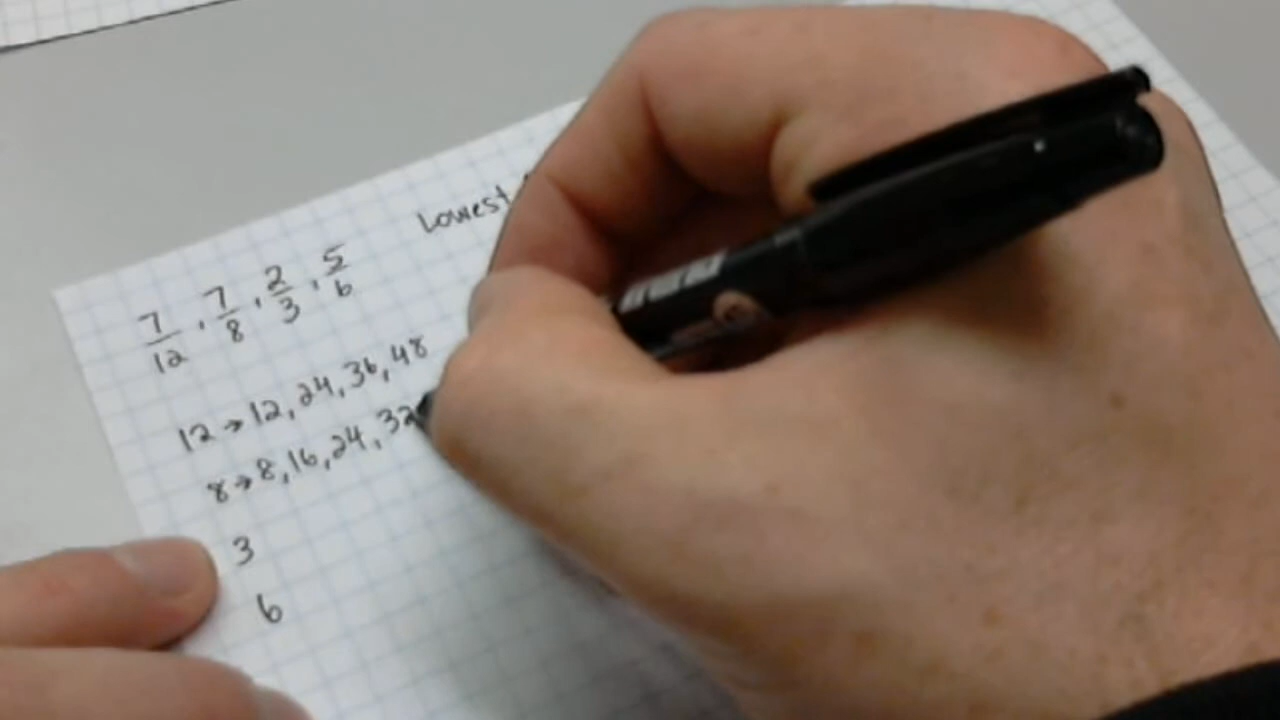 Lowest
7/12, 7/8, 2/3, 5/6
12 → 12, 24, 36, 48
8 → 8, 16, 24, 32
3
6